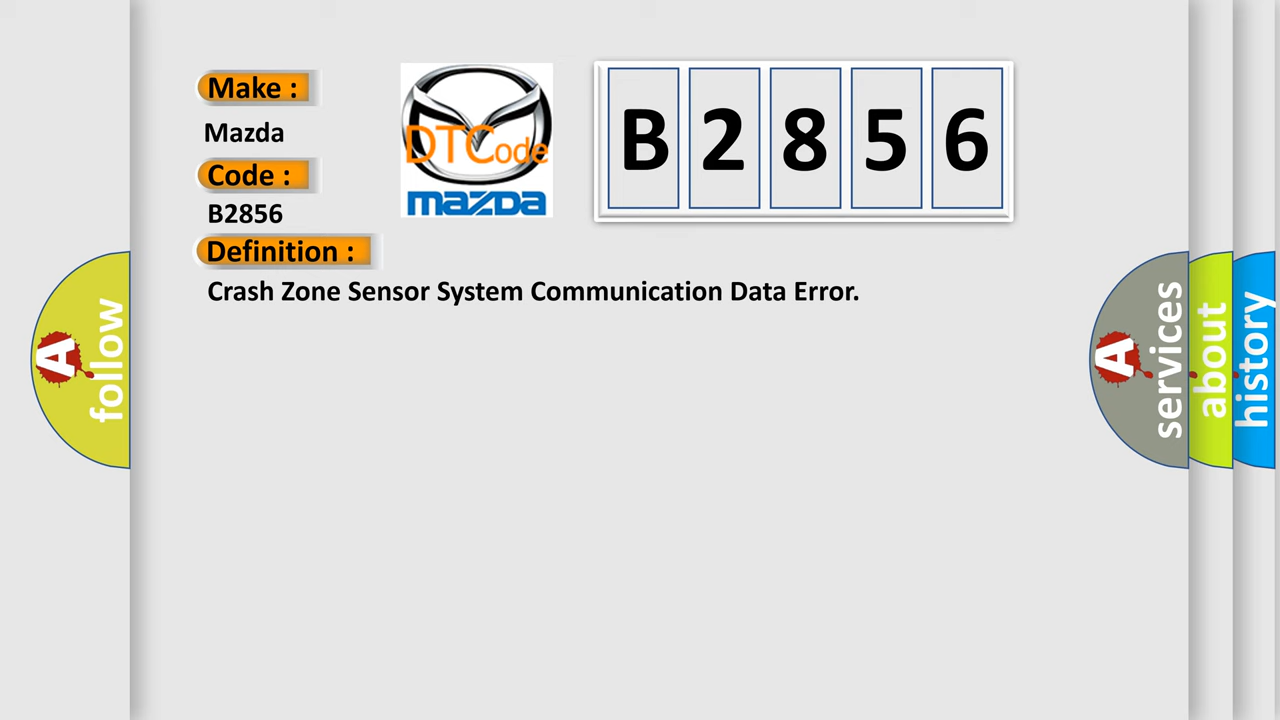 Make :
Mazda
Code :
B2856
Definition :
Crash Zone Sensor System Communication Data Error.
DTCode
mazda
B 2 8 5 6
A follow
A services
about
history